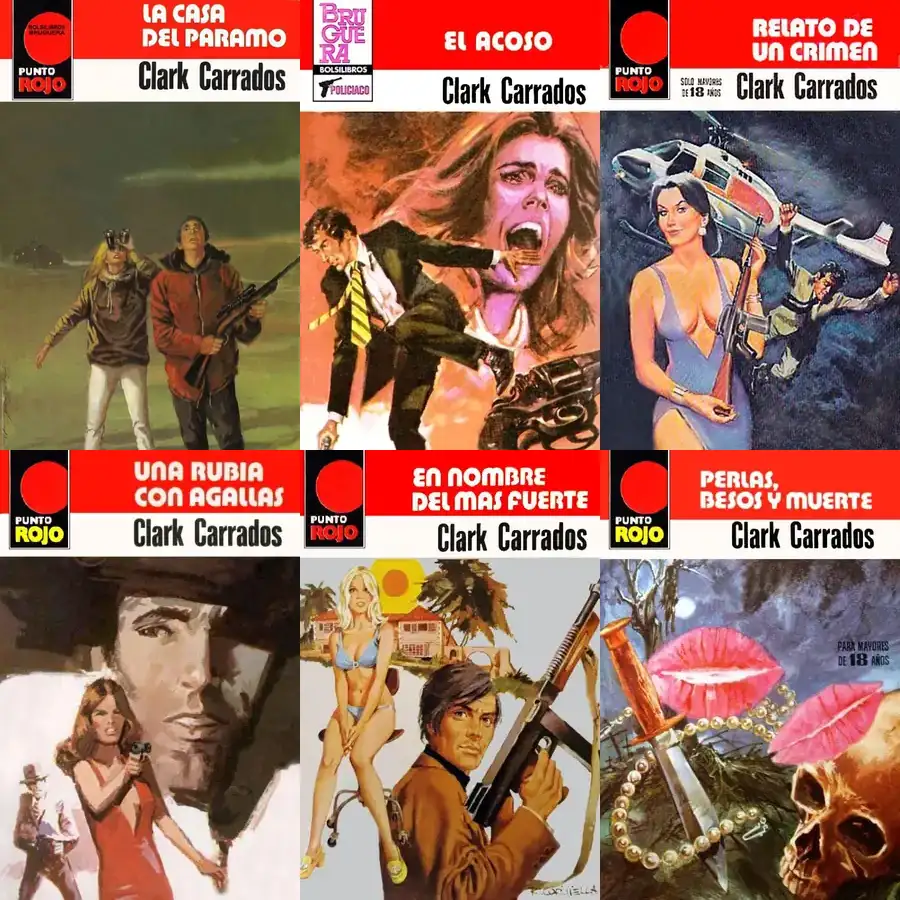 BOLSILIBROS
BRUGUERA
PUNTO
ROJO
LA CASA
DEL PARAMO
Clark Carrados
BRU
GUE
RA
BOLSILIBROS
POLICIACO
EL ACOSO
Clark Carrados
PUNTO
ROJO
SOLO MAYORES
DE 18 AÑOS
RELATO DE
UN CRIMEN
Clark Carrados
PUNTO
ROJO
UNA RUBIA
CON AGALLAS
Clark Carrados
PUNTO
ROJO
EN NOMBRE
DEL MAS FUERTE
Clark Carrados
PUNTO
ROJO
PERLAS,
BESOS Y MUERTE
Clark Carrados
PARA MAYORES
DE 18 AÑOS